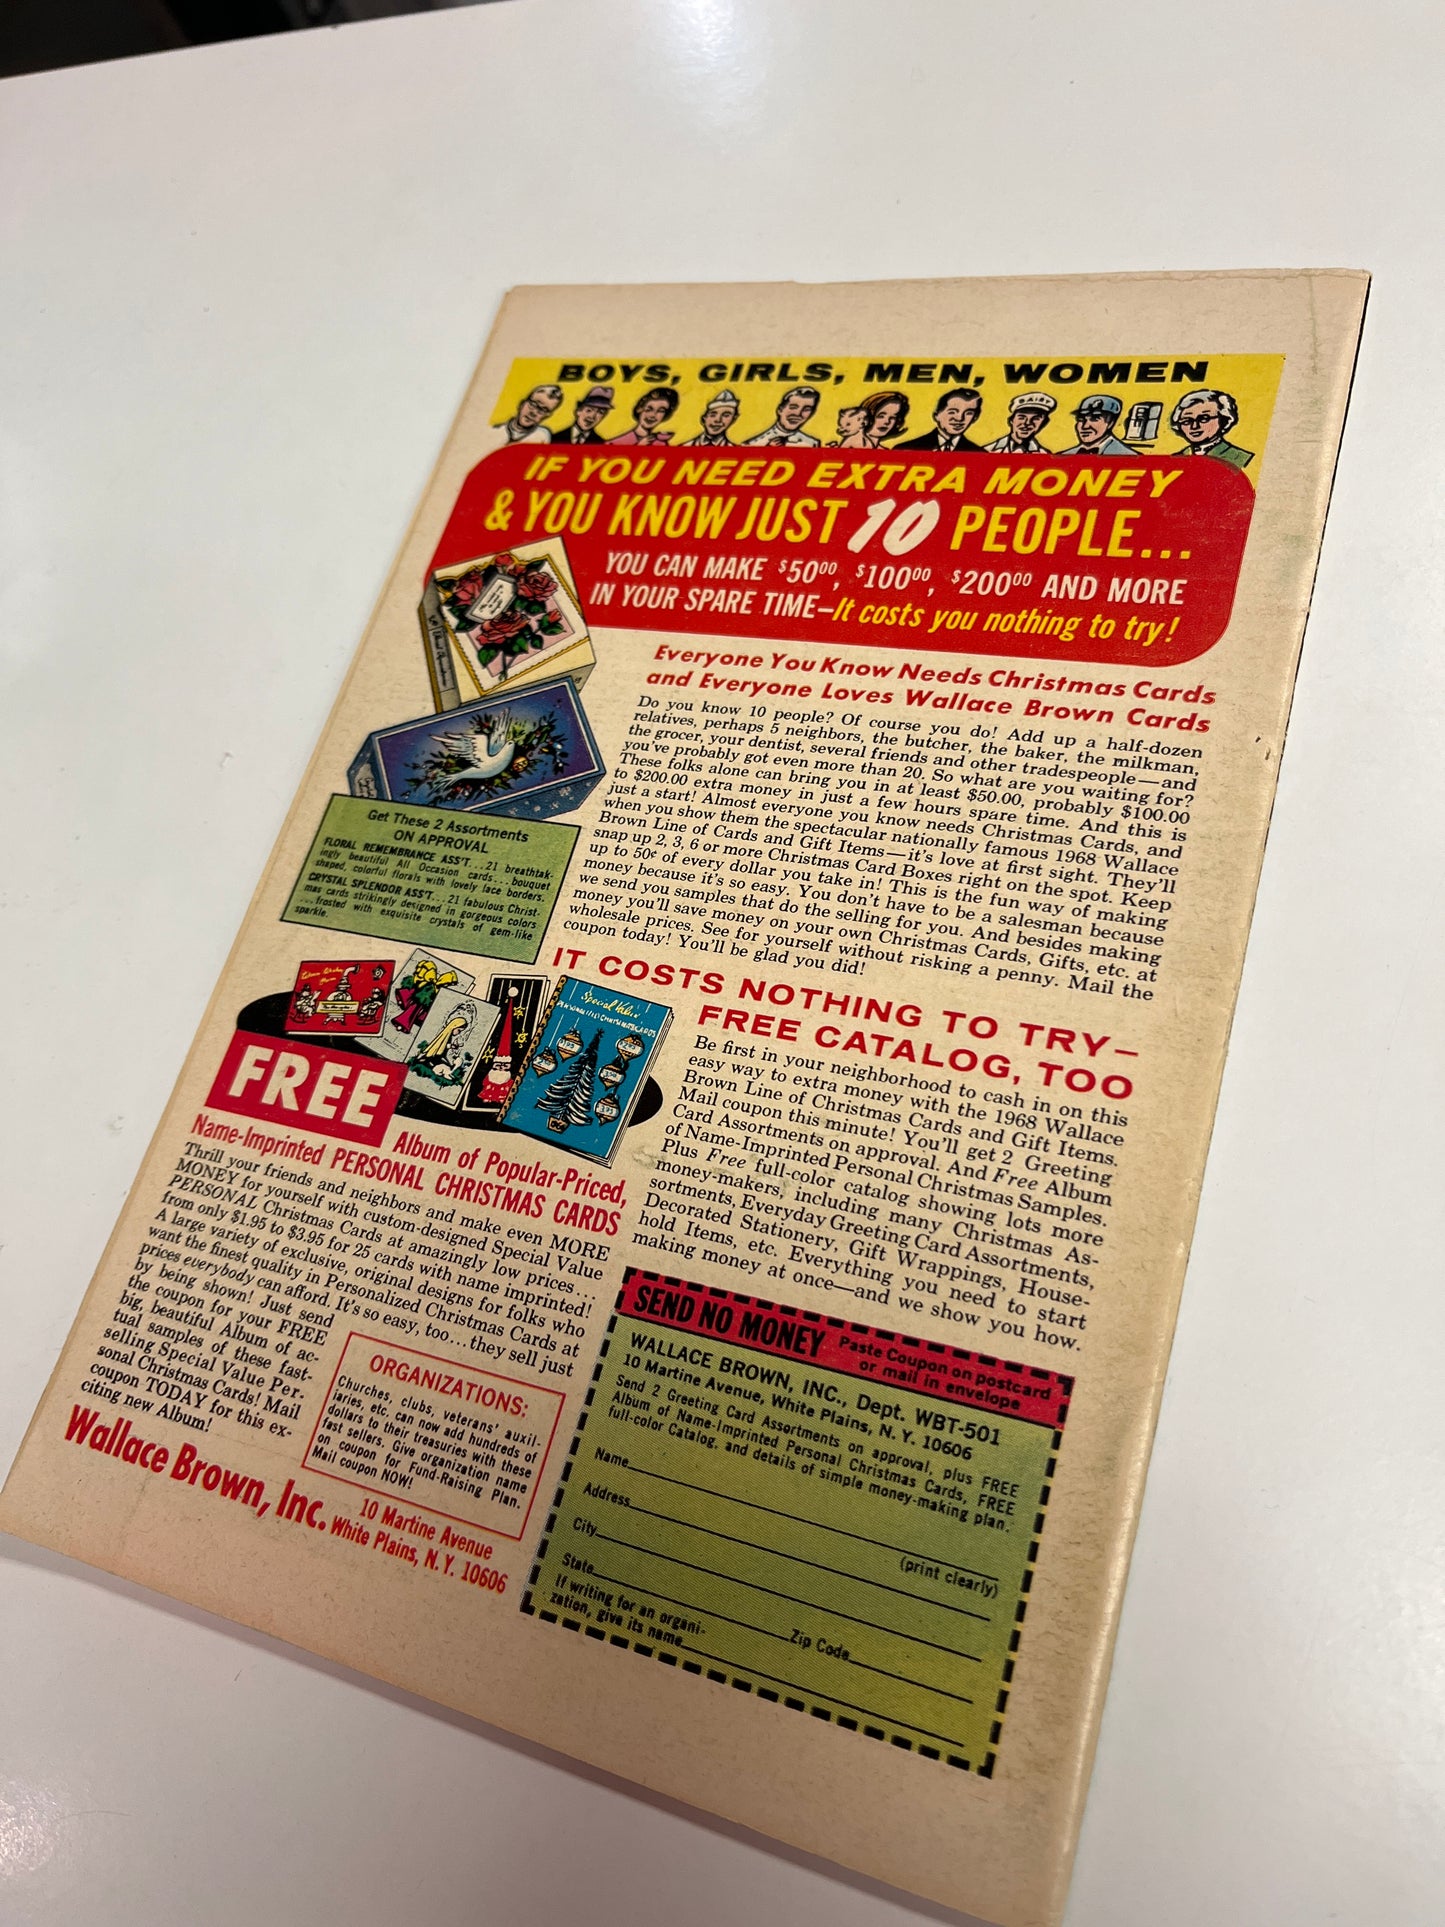 BOYS, GIRLS, MEN, WOMEN
DAIRY
IF YOU NEED EXTRA MONEY
& YOU KNOW JUST 10 PEOPLE...
YOU CAN MAKE $50⁰⁰, $100⁰⁰, $200⁰⁰ AND MORE
IN YOUR SPARE TIME—It costs you nothing to try!
Everyone You Know Needs Christmas Cards
and Everyone Loves Wallace Brown Cards
Do you know 10 people? Of course you do! Add up a half-dozen
relatives, perhaps 5 neighbors, the butcher, the baker, the milkman,
the grocer, your dentist, several friends and other tradespeople—and
you've probably got even more than 20. So what are you waiting for?
These folks alone can bring you in at least $50.00, probably $100.00
to $200.00 extra money in just a few hours spare time. And this is
just a start! Almost everyone you know needs Christmas Cards, and
when you show them the spectacular nationally famous 1968 Wallace
Brown Line of Cards and Gift Items—it's love at first sight. They'll
snap up 2, 3, 6 or more Christmas Card Boxes right on the spot. Keep
up to 50¢ of every dollar you take in! This is the fun way of making
money because it's so easy. You don't have to be a salesman because
we send you samples that do the selling for you. And besides making
money you'll save money on your own Christmas Cards, Gifts, etc. at
wholesale prices. See for yourself without risking a penny. Mail the
coupon today! You'll be glad you did!
Get These 2 Assortments
ON APPROVAL
FLORAL REMEMBRANCE ASS'T...21 breathtak-
ingly beautiful All Occasion cards...bouquet
shaped, colorful florals with lovely lace borders.
CRYSTAL SPLENDOR ASS'T...21 fabulous Christ-
mas cards strikingly designed in gorgeous colors
...frosted with exquisite crystals of gem-like
sparkle.
IT COSTS NOTHING TO TRY—
FREE CATALOG, TOO
Be first in your neighborhood to cash in on this
easy way to extra money with the 1968 Wallace
Brown Line of Christmas Cards and Gift Items.
Mail coupon this minute! You'll get 2 Greeting
Card Assortments on approval. And Free Album
of Name-Imprinted Personal Christmas Samples.
Plus Free full-color catalog showing lots more
money-makers, including many Christmas As-
sortments, Everyday Greeting Card Assortments,
Decorated Stationery, Gift Wrappings, House-
hold Items, etc. Everything you need to start
making money at once—and we show you how.
Special Value
PERSONALIZED CHRISTMAS CARDS
1968
FREE
Album of Popular-Priced,
Name-Imprinted PERSONAL CHRISTMAS CARDS
Thrill your friends and neighbors and make even MORE
MONEY for yourself with custom-designed Special Value
PERSONAL Christmas Cards at amazingly low prices...
from only $1.95 to $3.95 for 25 cards with name imprinted!
A large variety of exclusive, original designs for folks who
want the finest quality in Personalized Christmas Cards at
prices everybody can afford. It's so easy, too...they sell just
by being shown! Just send
the coupon for your FREE
big, beautiful Album of ac-
tual samples of these fast-
selling Special Value Per-
sonal Christmas Cards! Mail
coupon TODAY for this ex-
citing new Album!
ORGANIZATIONS:
Churches, clubs, veterans' auxil-
iaries, etc. can now add hundreds of
dollars to their treasuries with these
fast sellers. Give organization name
on coupon for Fund-Raising Plan.
Mail coupon NOW!
Wallace Brown, Inc. 10 Martine Avenue
White Plains, N.Y. 10606
SEND NO MONEY Paste Coupon on postcard
or mail in envelope
WALLACE BROWN, INC., Dept. WBT-501
10 Martine Avenue, White Plains, N. Y. 10606
Send 2 Greeting Card Assortments on approval, plus FREE
Album of Name-Imprinted Personal Christmas Cards, FREE
full-color Catalog, and details of simple money-making plan.
Name
(print clearly)
Address
City
State Zip Code
If writing for an organi-
zation, give its name